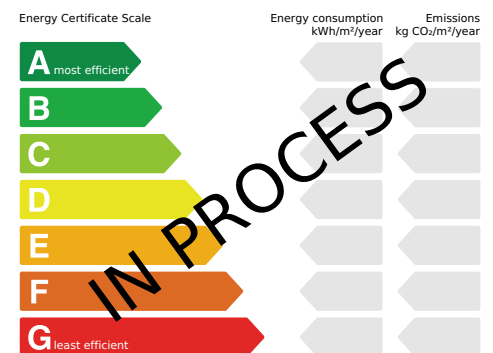 Energy Certificate Scale
Energy consumption
kWh/m²/year
Emissions
kg CO₂/m²/year
A most efficient
B
C
D
E
F
G least efficient
IN PROCESS